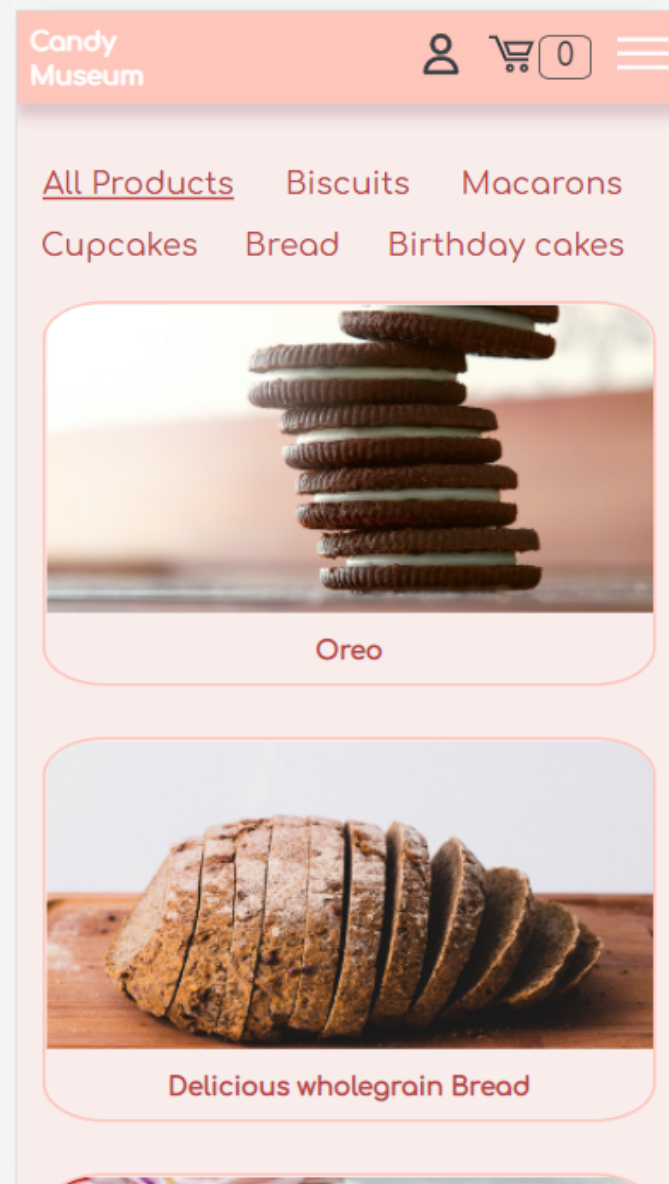 Candy
Museum
0
All Products Biscuits Macarons
Cupcakes Bread Birthday cakes
Oreo
Delicious wholegrain Bread